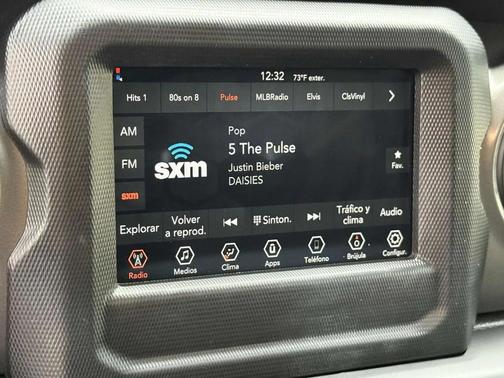 12:32 73°F exter.
Hits 1 80s on 8 Pulse MLBRadio Elvis ClsVinyl
AM
FM
sxm
sxm
Pop
5 The Pulse
Justin Bieber
DAISIES
Fav.
Explorar Volver a reprod. Sinton. Tráfico y clima Audio
Radio Medios Clima Apps Teléfono Brújula Configur.